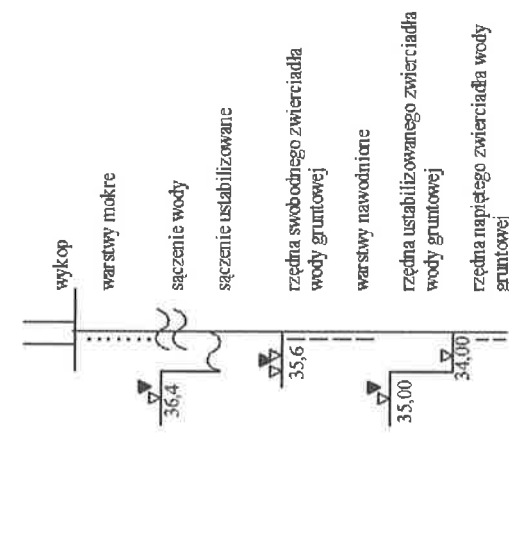 wykop
warstwy mokre
sączenie wody
36,4
sączenie ustabilizowane
rzędna swobodnego zwierciadła
wody gruntowej
35,6
warstwy nawodnione
rzędna ustabilizowanego zwierciadła
wody gruntowej
35,00
rzędna napiętego zwierciadła wody
gruntowej
34,00